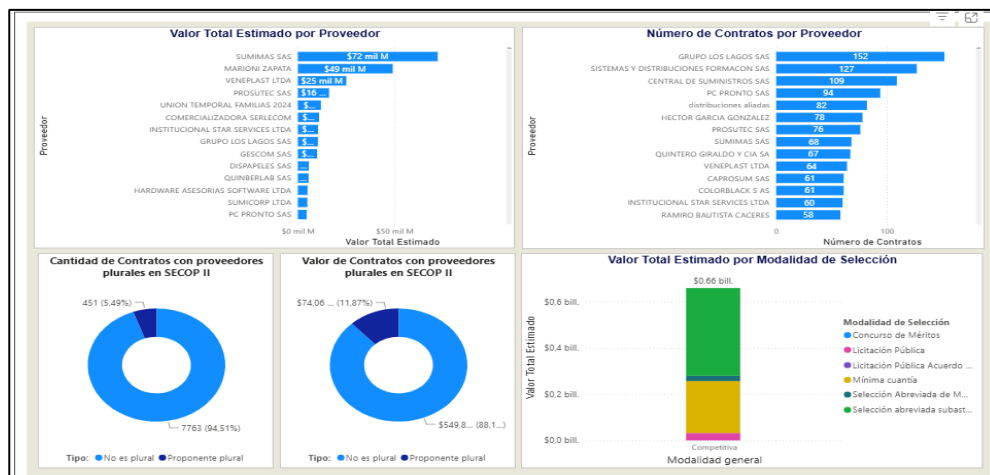 Valor Total Estimado por Proveedor
Proveedor
SUMIMAS SAS $72 mil M
MARIONI ZAPATA $49 mil M
VENEPLAST LTDA $25 mil M
PROSUTEC SAS $16 ...
UNION TEMPORAL FAMILIAS 2024 $...
COMERCIALIZADORA SERLECOM $...
INSTITUCIONAL STAR SERVICES LTDA $...
GRUPO LOS LAGOS SAS $...
GESCOM SAS $...
DISPAPELES SAS ...
QUINBERLAB SAS ...
HARDWARE ASESORIAS SOFTWARE LTDA
SUMICORP LTDA
PC PRONTO SAS
$0 mil M $50 mil M
Valor Total Estimado
Número de Contratos por Proveedor
Proveedor
GRUPO LOS LAGOS SAS 152
SISTEMAS Y DISTRIBUCIONES FORMACON SAS 127
CENTRAL DE SUMINISTROS SAS 109
PC PRONTO SAS 94
distribuciones aliadas 82
HECTOR GARCIA GONZALEZ 78
PROSUTEC SAS 76
SUMIMAS SAS 68
QUINTERO GIRALDO Y CIA SA 67
VENEPLAST LTDA 64
CAPROSUM SAS 61
COLORBLACK S AS 61
INSTITUCIONAL STAR SERVICES LTDA 60
RAMIRO BAUTISTA CACERES 58
0 100
Número de Contratos
Cantidad de Contratos con proveedores
plurales en SECOP II
451 (5,49%)
7763 (94,51%)
Tipo: No es plural Proponente plural
Valor de Contratos con proveedores
plurales en SECOP II
$74.06 ... (11,87%)
$549,8... (88,1...)
Tipo: No es plural Proponente plural
Valor Total Estimado por Modalidad de Selección
Valor Total Estimado
$0.66 bill.
$0.6 bill.
$0.4 bill.
$0.2 bill.
$0.0 bill.
Competitiva
Modalidad general
Modalidad de Selección
Concurso de Méritos
Licitación Pública
Licitación Pública Acuerdo ...
Mínima cuantía
Selección Abreviada de M...
Selección abreviada subast...